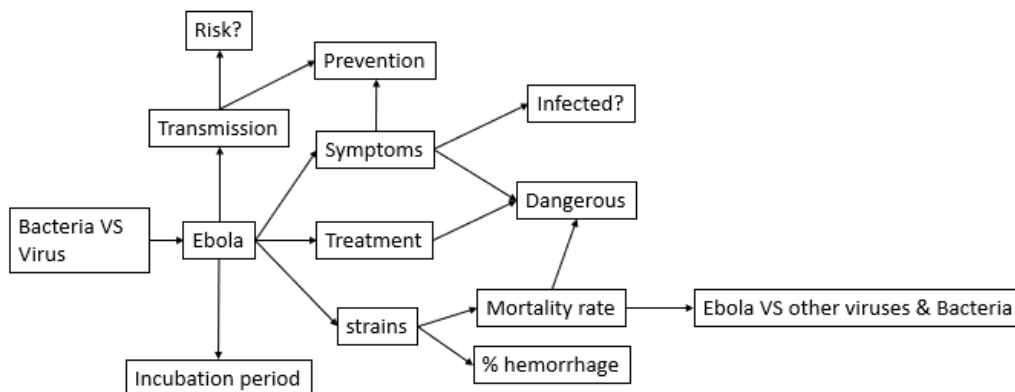 Risk?
Prevention
Infected?
Transmission
Symptoms
Dangerous
Bacteria VS
Virus
Ebola
Treatment
strains
Mortality rate
Ebola VS other viruses & Bacteria
% hemorrhage
Incubation period